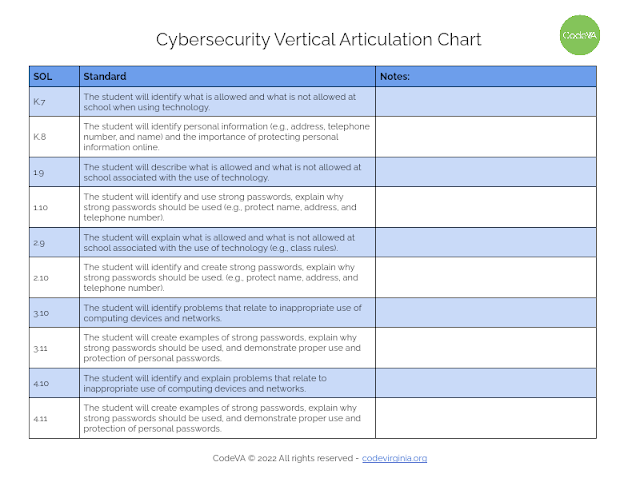 Cybersecurity Vertical Articulation Chart
CodeVA
SOL Standard Notes:
K.7 The student will identify what is allowed and what is not allowed at
school when using technology.
K.8 The student will identify personal information (e.g., address, telephone
number, and name) and the importance of protecting personal
information online.
1.9 The student will describe what is allowed and what is not allowed at
school associated with the use of technology.
1.10 The student will identify and use strong passwords, explain why
strong passwords should be used (e.g., protect name, address, and
telephone number).
2.9 The student will explain what is allowed and what is not allowed at
school associated with the use of technology (e.g., class rules).
2.10 The student will identify and create strong passwords, explain why
strong passwords should be used. (e.g., protect name, address, and
telephone number).
3.10 The student will identify problems that relate to inappropriate use of
computing devices and networks.
3.11 The student will create examples of strong passwords, explain why
strong passwords should be used, and demonstrate proper use and
protection of personal passwords.
4.10 The student will identify and explain problems that relate to
inappropriate use of computing devices and networks.
4.11 The student will create examples of strong passwords, explain why
strong passwords should be used, and demonstrate proper use and
protection of personal passwords.
CodeVA © 2022 All rights reserved - codevirginia.org